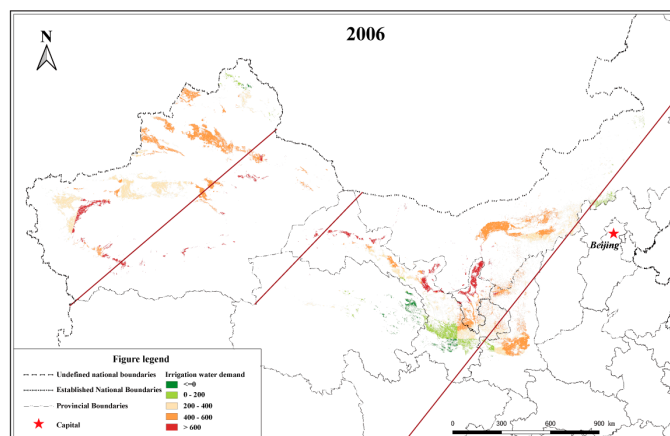 2006
N
Beijing
Figure legend
Undefined national boundaries
Established National Boundaries
Provincial Boundaries
Capital
Irrigation water demand
<=0
0 - 200
200 - 400
400 - 600
> 600
0 300 600 900 km